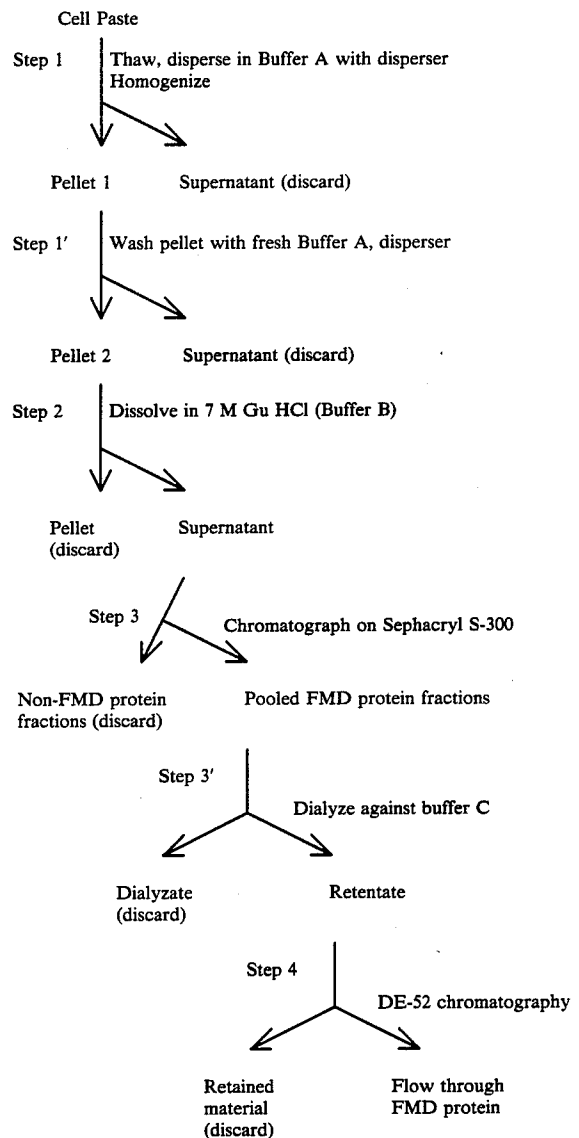 Cell Paste
Step 1
Thaw, disperse in Buffer A with disperser
Homogenize
Pellet 1
Supernatant (discard)
Step 1'
Wash pellet with fresh Buffer A, disperser
Pellet 2
Supernatant (discard)
Step 2
Dissolve in 7 M Gu HCl (Buffer B)
Pellet
(discard)
Supernatant
Step 3
Chromatograph on Sephacryl S-300
Non-FMD protein
fractions (discard)
Pooled FMD protein fractions
Step 3'
Dialyze against buffer C
Dialyzate
(discard)
Retentate
Step 4
DE-52 chromatography
Retained
material
(discard)
Flow through
FMD protein